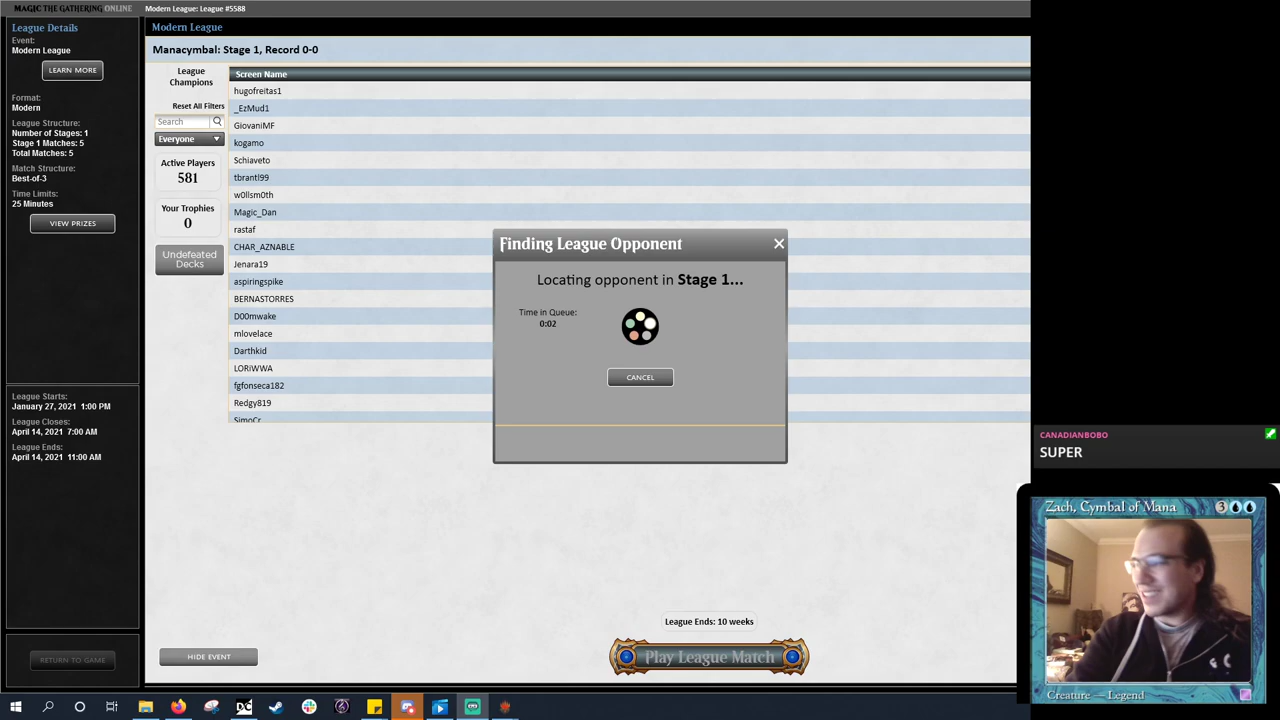 MAGIC THE GATHERING ONLINE
Modern League: League #5588
League Details
Event:
Modern League
LEARN MORE
Format:
Modern
League Structure:
Number of Stages: 1
Stage 1 Matches: 5
Total Matches: 5
Match Structure:
Best-of-3
Time Limits:
25 Minutes
VIEW PRIZES
League Starts:
January 27, 2021 1:00 PM
League Closes:
April 14, 2021 7:00 AM
League Ends:
April 14, 2021 11:00 AM
RETURN TO GAME
Modern League
Manacymbal: Stage 1, Record 0-0
League
Champions
Reset All Filters
Search
Everyone
Active Players
581
Your Trophies
0
Undefeated
Decks
Screen Name
hugofreitas1
_EzMud1
GiovaniMF
kogamo
Schiaveto
tbrantl99
w0llsm0th
Magic_Dan
rastaf
CHAR_AZNABLE
Jenara19
aspiringspike
BERNASTORRES
D00mwake
mlovelace
Darthkid
LORiWWA
fgfonseca182
Redgy819
SimoCr
Finding League Opponent
Locating opponent in Stage 1...
Time in Queue:
0:02
CANCEL
League Ends: 10 weeks
HIDE EVENT
Play League Match
CANADIANBOBO
SUPER
Zach, Cymbal of Mana 3
Creature — Legend